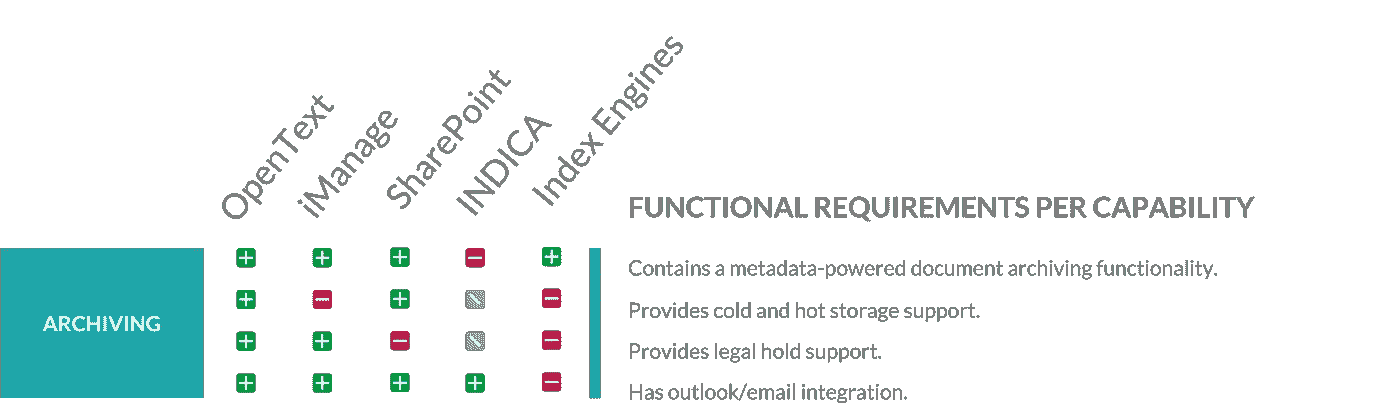 OpenText
iManage
SharePoint
INDICA
Index Engines
FUNCTIONAL REQUIREMENTS PER CAPABILITY
ARCHIVING
Contains a metadata-powered document archiving functionality.
Provides cold and hot storage support.
Provides legal hold support.
Has outlook/email integration.